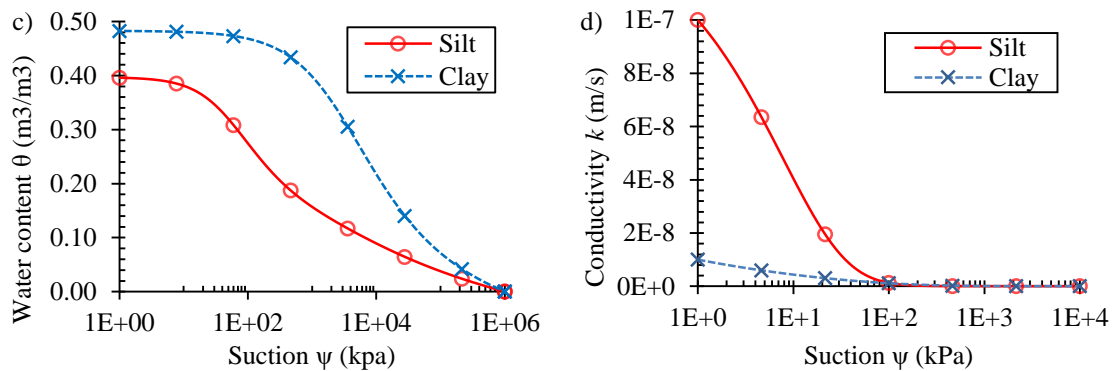 c)
Water content θ (m3/m3)
0.50
0.40
0.30
0.20
0.10
0.00
Silt
Clay
1E+00
1E+02
1E+04
1E+06
Suction ψ (kpa)
d)
Conductivity k (m/s)
1E-7
8E-8
6E-8
4E-8
2E-8
0E+0
Silt
Clay
1E+0
1E+1
1E+2
1E+3
1E+4
Suction ψ (kPa)